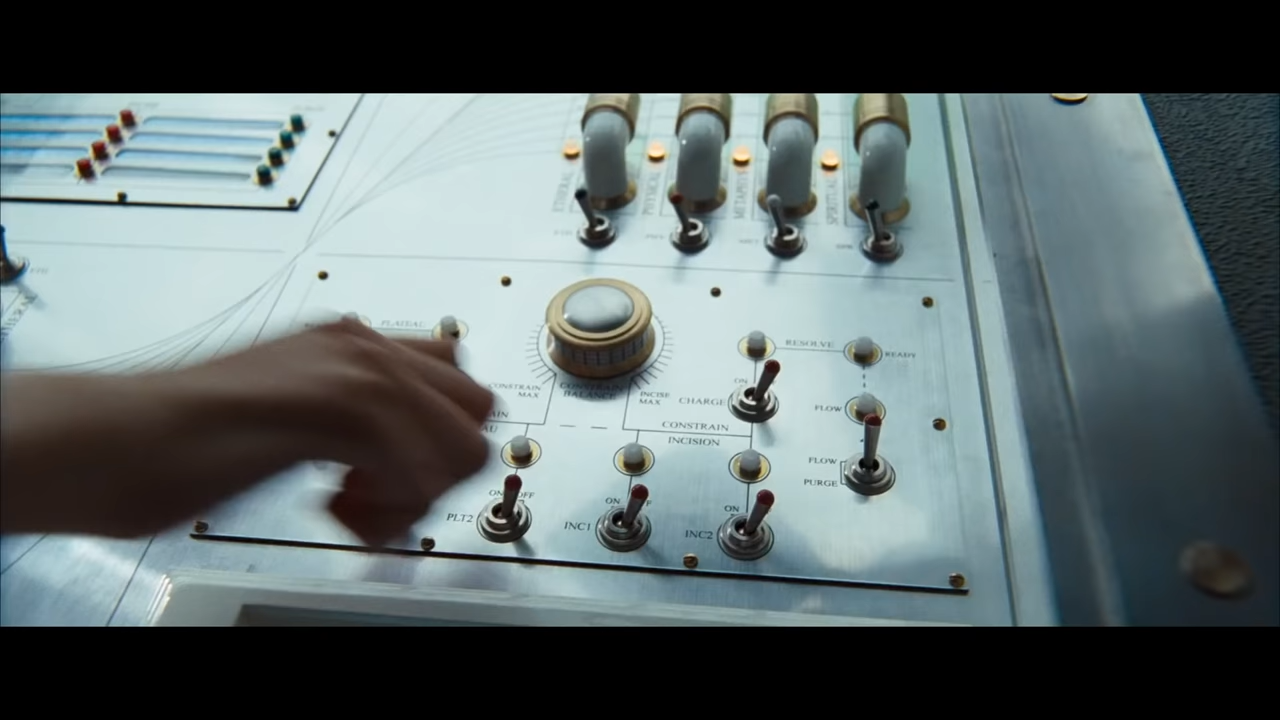 ETHEREAL
PHYSICAL
SPIRITUAL
PLATEAU
RESOLVE
READY
CONSTRAIN
MAX
CONSTRAIN
BALANCE
INCISE
MAX
ON
CHARGE
FLOW
CONSTRAIN
INCISION
FLOW
PURGE
ON OFF
PLT2
ON
INC1
ON
INC2